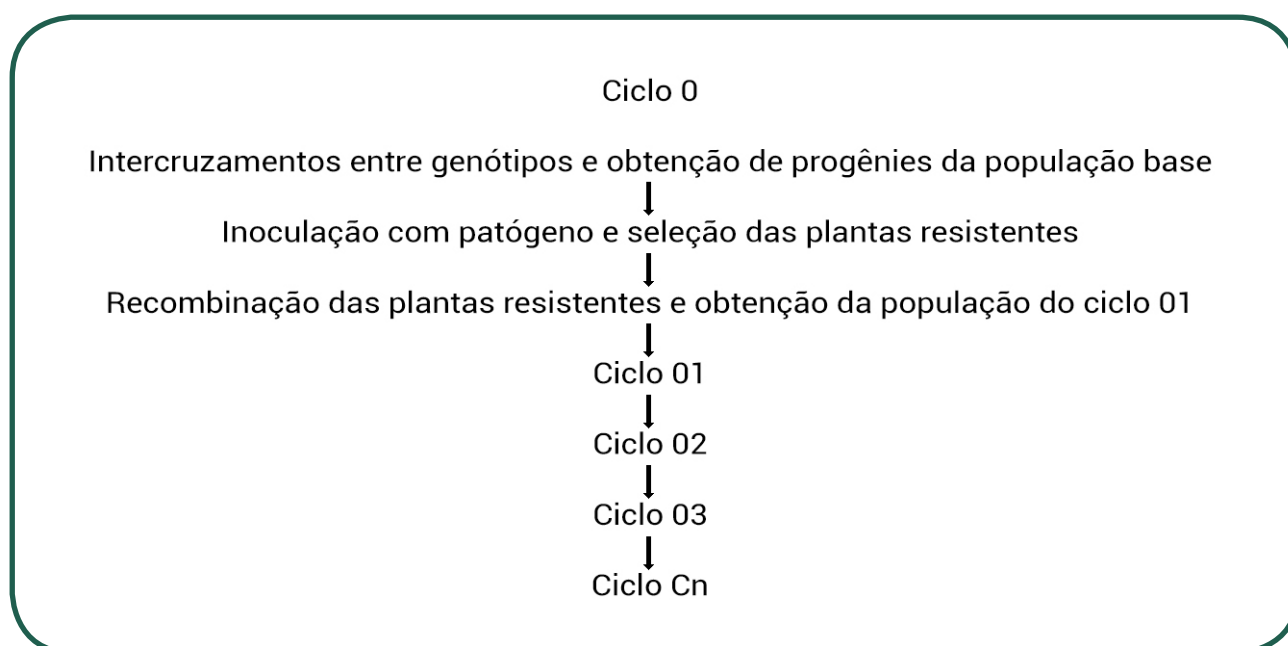 Ciclo 0
Intercruzamentos entre genótipos e obtenção de progênies da população base
Inoculação com patógeno e seleção das plantas resistentes
Recombinação das plantas resistentes e obtenção da população do ciclo 01
Ciclo 01
Ciclo 02
Ciclo 03
Ciclo Cn